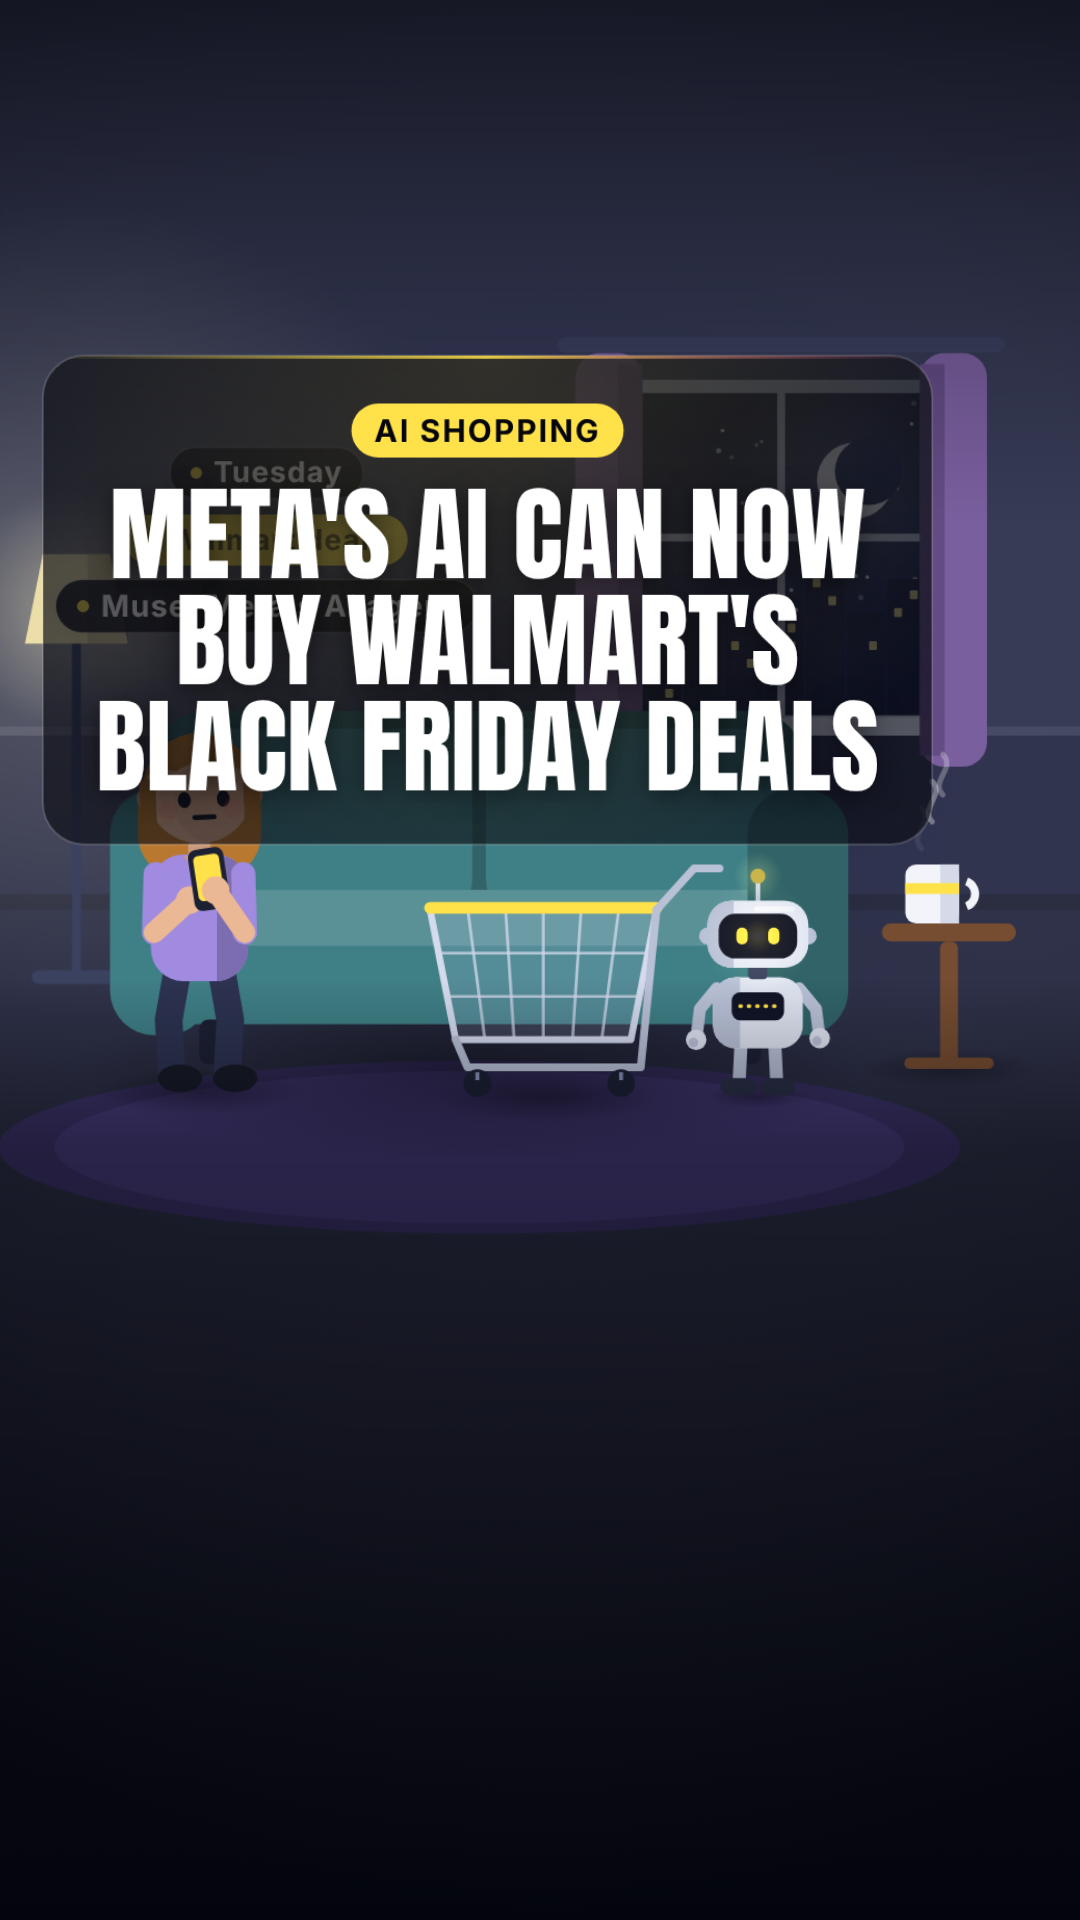 AI SHOPPING
Tuesday
META'S AI CAN NOW
BUY WALMART'S
BLACK FRIDAY DEALS